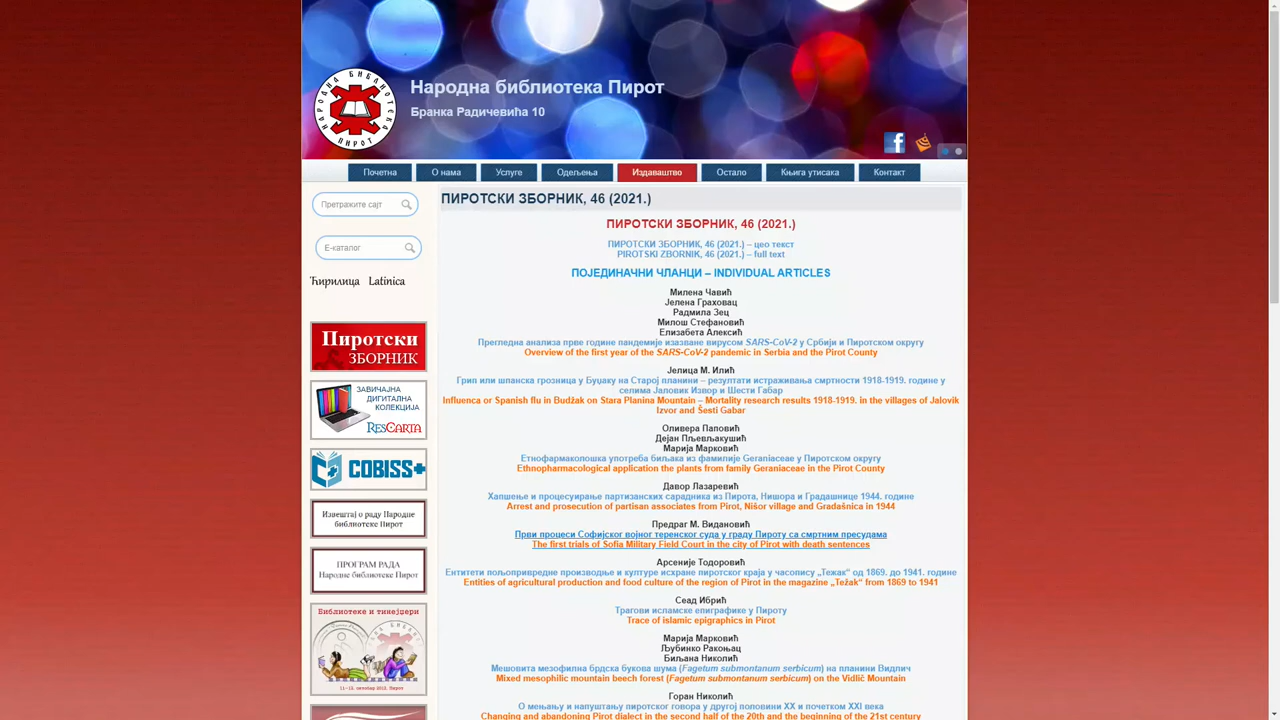 НАРОДНА БИБЛИОТЕКА
ПИРОТ
Народна библиотека Пирот
Бранка Радичевића 10
Почетна
О нама
Услуге
Одељења
Издаваштво
Остало
Књига утисака
Контакт
Претражите сајт
Е-каталог
Ћирилица Latinica
Пиротски
ЗБОРНИК
ЗАВИЧАЈНА
ДИГИТАЛНА
КОЛЕКЦИЈА
RESCARTA
COBISS+
Извештај о раду Народне
библиотеке Пирот
ПРОГРАМ РАДА
Народне библиотеке Пирот
Библиотеке и тинејџери
11-13. октобар 2012. Пирот
ПИРОТСКИ ЗБОРНИК, 46 (2021.)
ПИРОТСКИ ЗБОРНИК, 46 (2021.)
ПИРОТСКИ ЗБОРНИК, 46 (2021.) – цео текст
PIROTSKI ZBORNIK, 46 (2021.) – full text
ПОЈЕДИНАЧНИ ЧЛАНЦИ – INDIVIDUAL ARTICLES
Милена Чавић
Јелена Граховац
Радмила Зец
Милош Стефановић
Елизабета Алексић
Прегледна анализа прве године пандемије изазване вирусом SARS-CoV-2 у Србији и Пиротском округу
Overview of the first year of the SARS-CoV-2 pandemic in Serbia and the Pirot County
Јелица М. Илић
Грип или шпанска грозница у Буџаку на Старој планини – резултати истраживања смртности 1918-1919. године у
селима Јаловик Извор и Шести Габар
Influenca or Spanish flu in Budžak on Stara Planina Mountain – Mortality research results 1918-1919. in the villages of Jalovik
Izvor and Šesti Gabar
Оливера Паповић
Дејан Пљевљакушић
Марија Марковић
Етнофармаколошка употреба биљака из фамилије Geraniaceae у Пиротском округу
Ethnopharmacological application the plants from family Geraniaceae in the Pirot County
Давор Лазаревић
Хапшење и процесуирање партизанских сарадника из Пирота, Нишора и Градашнице 1944. године
Arrest and prosecution of partisan associates from Pirot, Nišor village and Gradašnica in 1944
Предраг М. Видановић
Први процеси Софијског војног теренског суда у граду Пироту са смртним пресудама
The first trials of Sofia Military Field Court in the city of Pirot with death sentences
Арсеније Тодоровић
Ентитети пољопривредне производње и културе исхране пиротског краја у часопису „Тежак“ од 1869. до 1941. године
Entities of agricultural production and food culture of the region of Pirot in the magazine „Težak“ from 1869 to 1941
Сеад Ибрић
Трагови исламске епиграфике у Пироту
Trace of islamic epigraphics in Pirot
Марија Марковић
Љубинко Ракоњац
Биљана Николић
Мешовита мезофилна брдска букова шума (Fagetum submontanum serbicum) на планини Видлич
Mixed mesophilic mountain beech forest (Fagetum submontanum serbicum) on the Vidlič Mountain
Горан Николић
О мењању и напуштању пиротског говора у другој половини XX и почетком XXI века
Changing and abandoning Pirot dialect in the second half of the 20th and the beginning of the 21st century